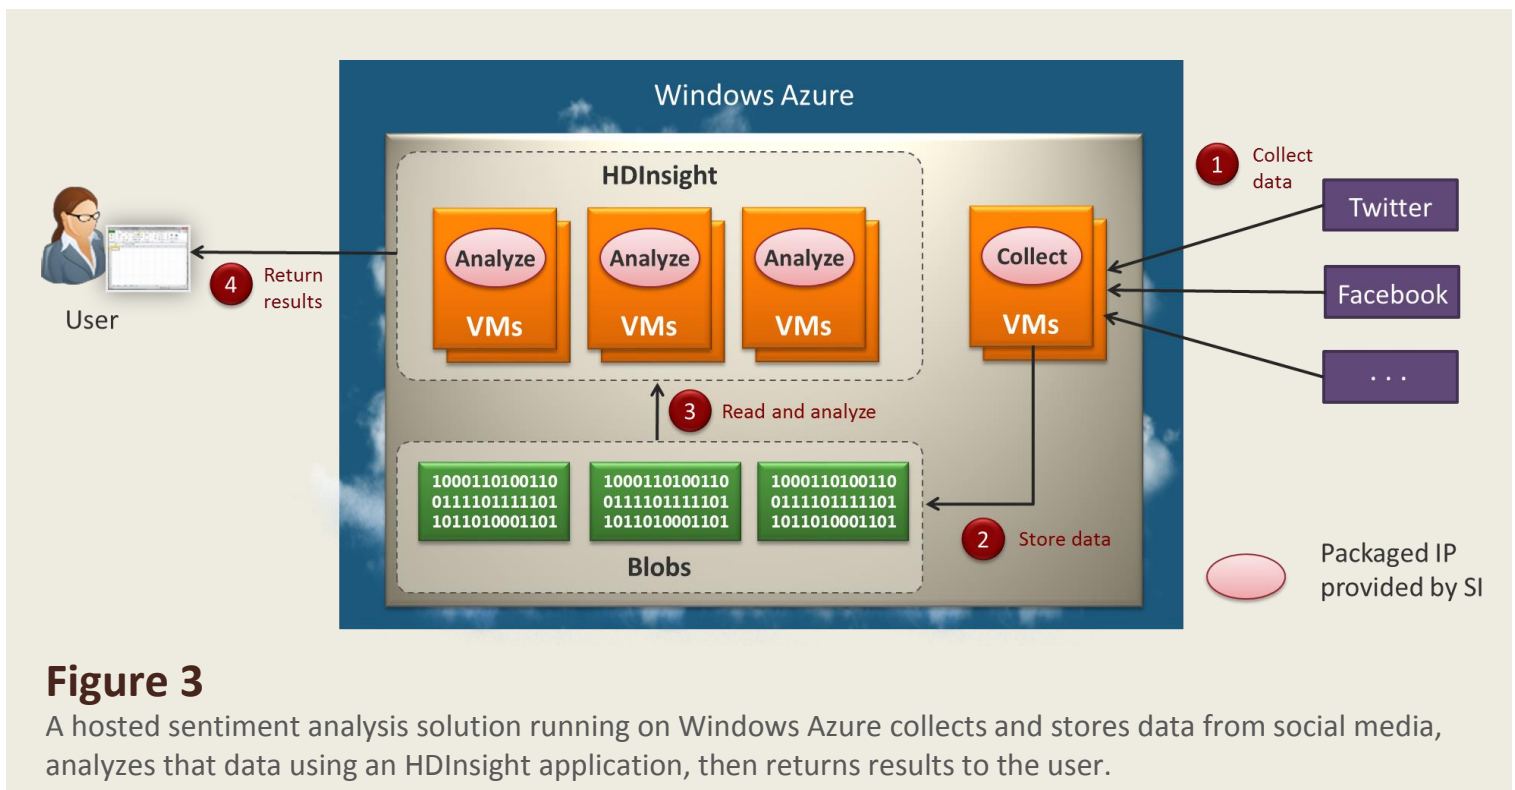 Windows Azure
HDInsight
Analyze
VMs
Analyze
VMs
Analyze
VMs
Collect
VMs
1
Collect
data
Twitter
Facebook
. . .
4
Return
results
User
3
Read and analyze
1000110100110
0111101111101
1011010001101
1000110100110
0111101111101
1011010001101
1000110100110
0111101111101
1011010001101
Blobs
2
Store data
Packaged IP
provided by SI
Figure 3
A hosted sentiment analysis solution running on Windows Azure collects and stores data from social media,
analyzes that data using an HDInsight application, then returns results to the user.